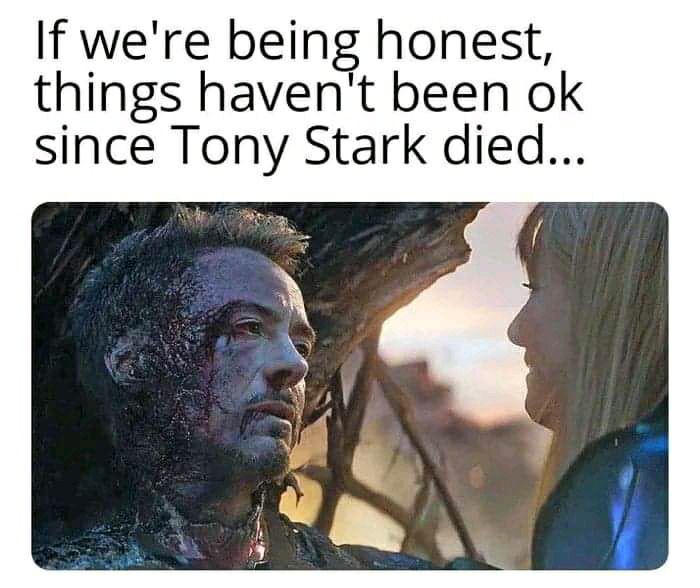 If we're being honest,
things haven't been ok
since Tony Stark died...